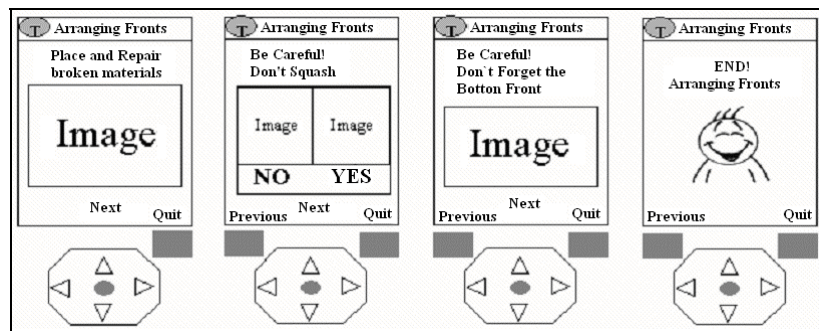 T Arranging Fronts
Place and Repair
broken materials
Image
Next
Quit
T Arranging Fronts
Be Careful!
Don't Squash
Image Image
NO YES
Next
Previous Quit
T Arranging Fronts
Be Careful!
Don`t Forget the
Botton Front
Image
Next
Previous Quit
T Arranging Fronts
END!
Arranging Fronts
Previous Quit